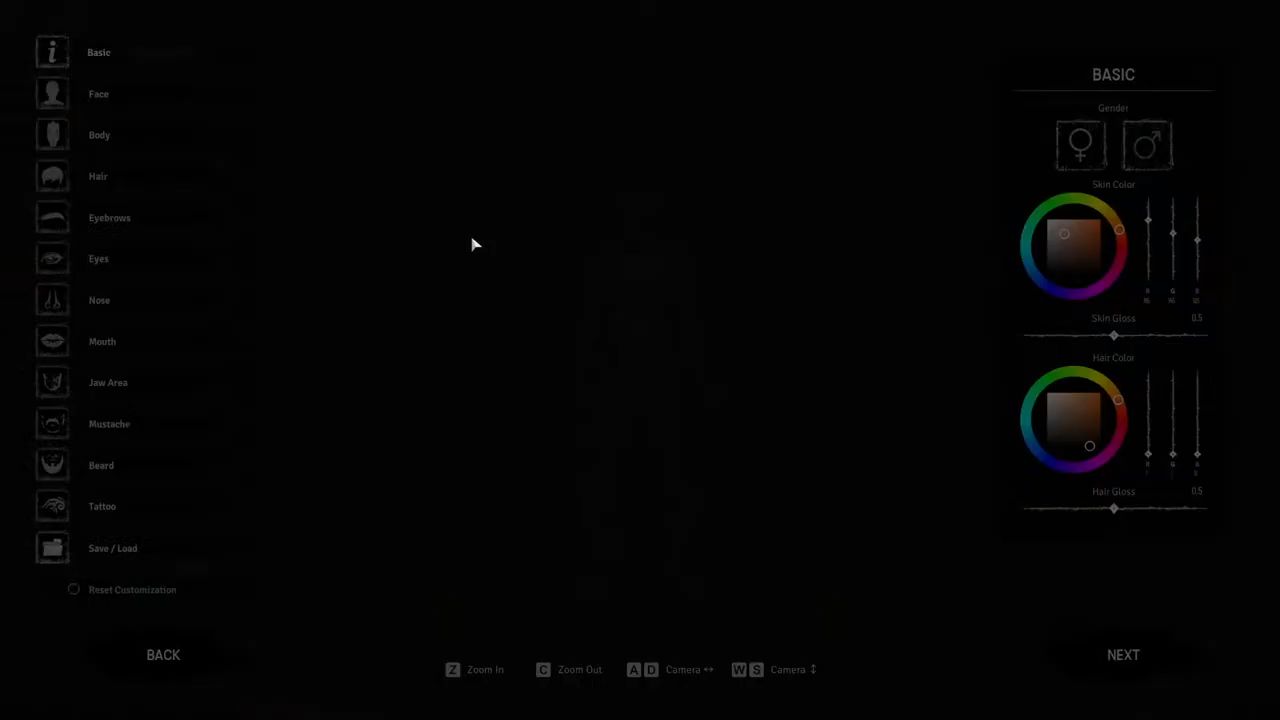 Basic
Face
Body
Hair
Eyebrows
Eyes
Nose
Mouth
Jaw Area
Mustache
Beard
Tattoo
Save / Load
Reset Customization
BACK
Z Zoom In C Zoom Out A D Camera ↔ W S Camera ↕
BASIC
Gender
Skin Color
Skin Gloss 0.5
Hair Color
Hair Gloss 0.5
NEXT